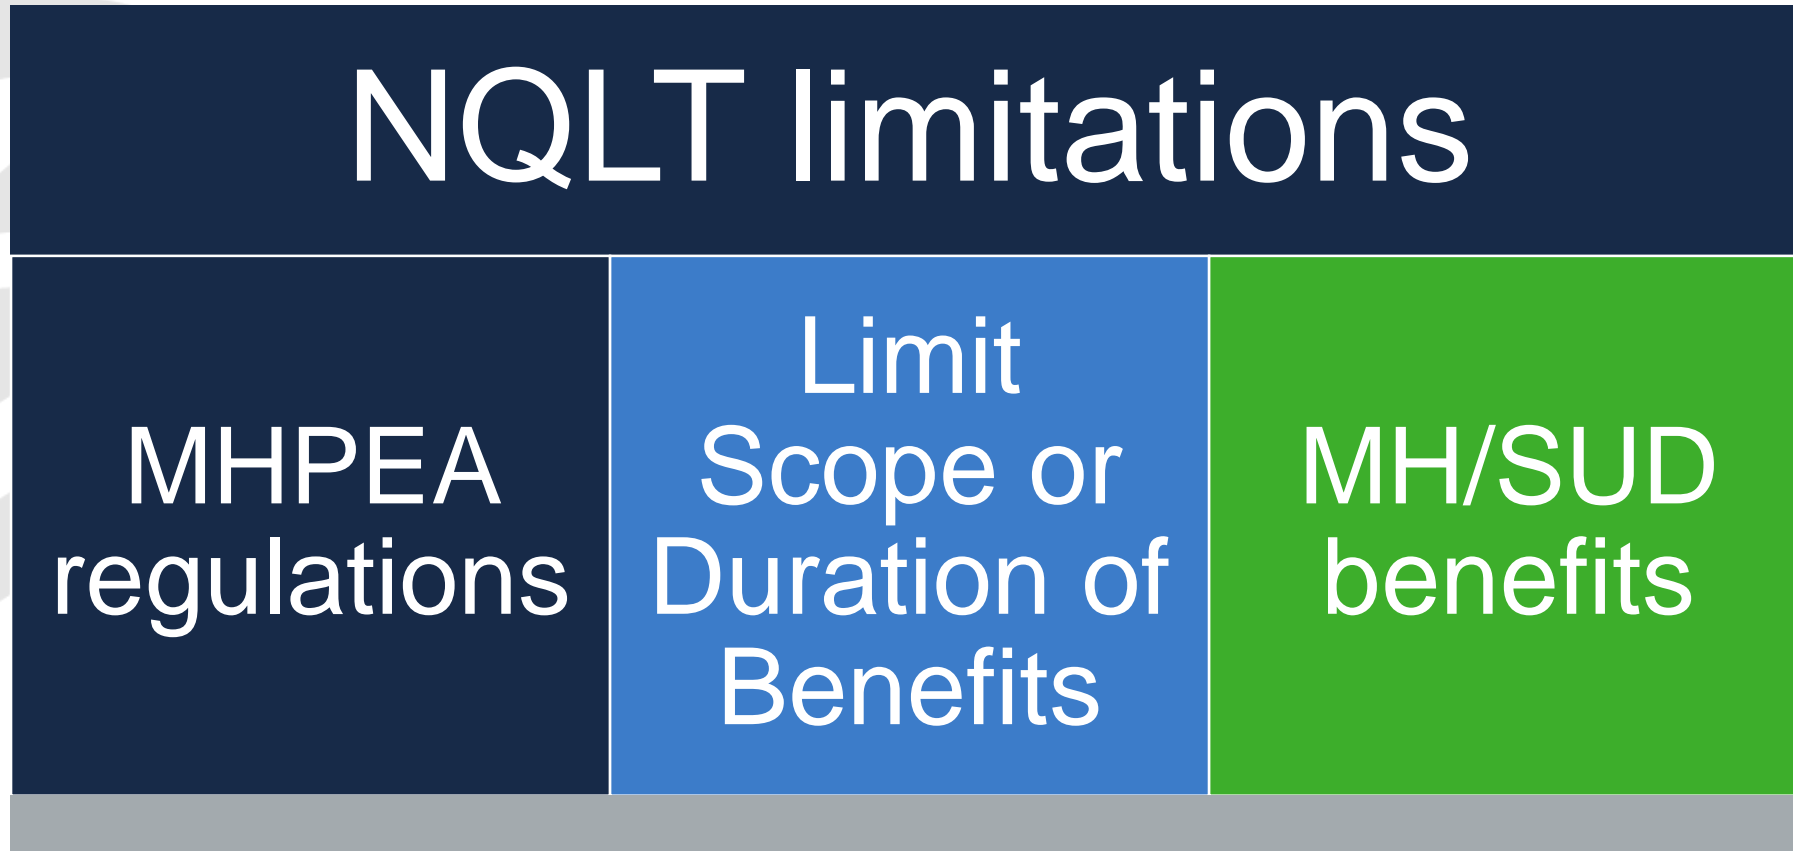 NQLT limitations
MHPEA
regulations
Limit
Scope or
Duration of
Benefits
MH/SUD
benefits